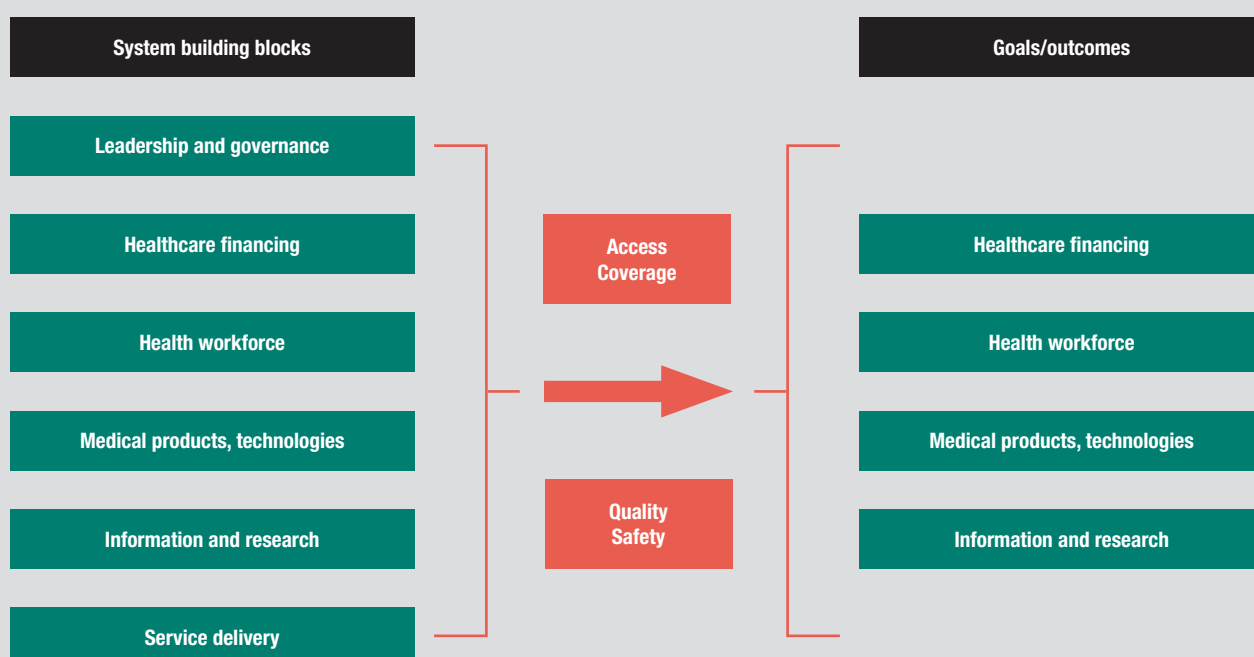 System building blocks
Leadership and governance
Healthcare financing
Health workforce
Medical products, technologies
Information and research
Service delivery
Access
Coverage
Quality
Safety
Goals/outcomes
Healthcare financing
Health workforce
Medical products, technologies
Information and research